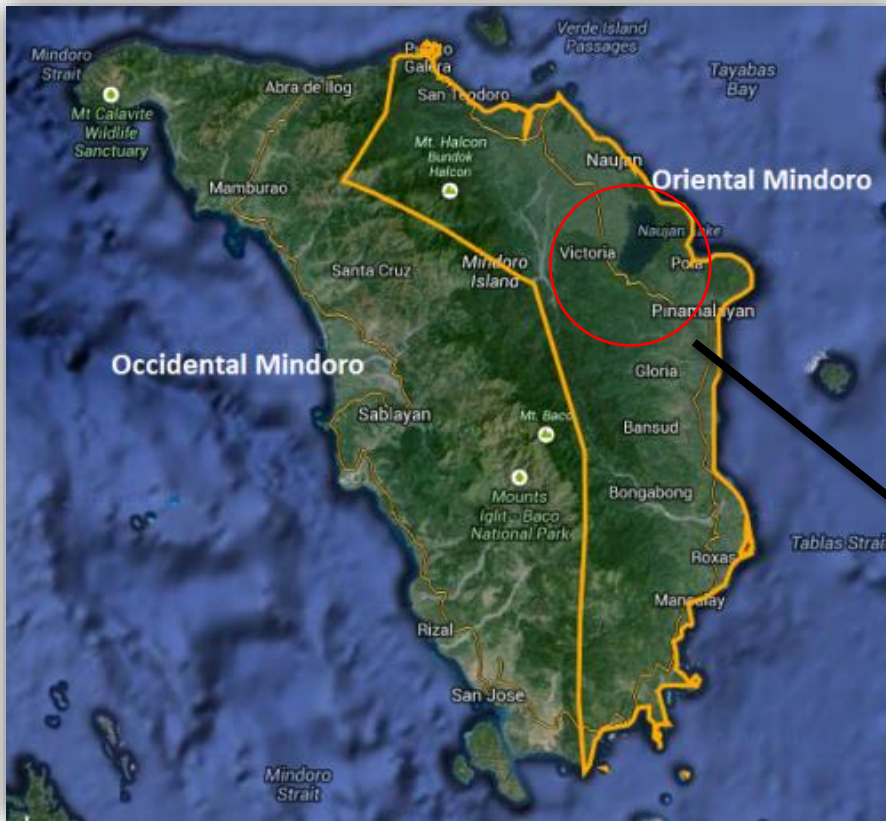 Verde Island
Passages
Mindoro
Strait
Puerto
Galera
Tayabas
Bay
Abra de Ilog
San Teodoro
Mt Calavite
Wildlife
Sanctuary
Mt. Halcon
Bundok
Halcon
Naujan
Mamburao
Oriental Mindoro
Naujan Lake
Victoria
Pola
Santa Cruz
Mindoro
Island
Pinamalayan
Occidental Mindoro
Gloria
Sablayan
Mt. Baco
Bansud
Mounts
Iglit - Baco
National Park
Bongabong
Tablas Strait
Roxas
Mansalay
Rizal
San Jose
Mindoro
Strait